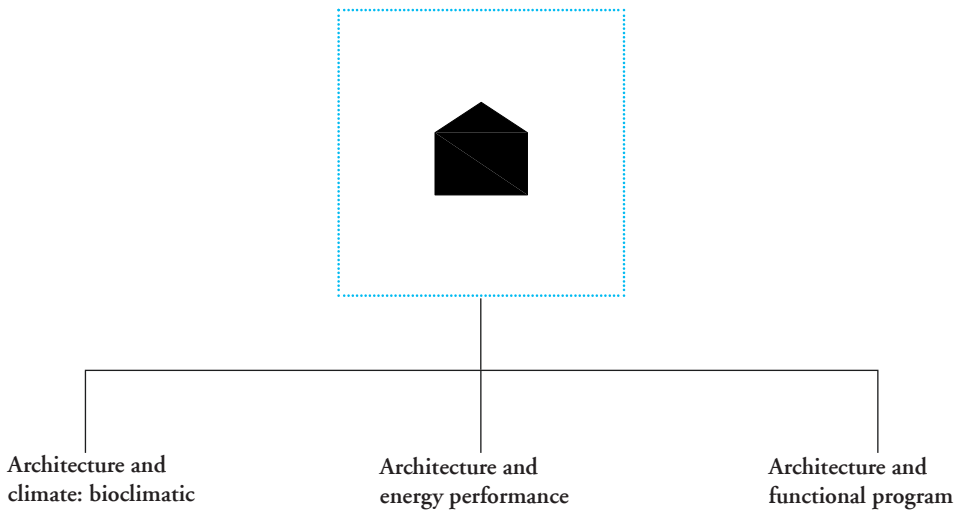 Architecture and
climate: bioclimatic
Architecture and
energy performance
Architecture and
functional program